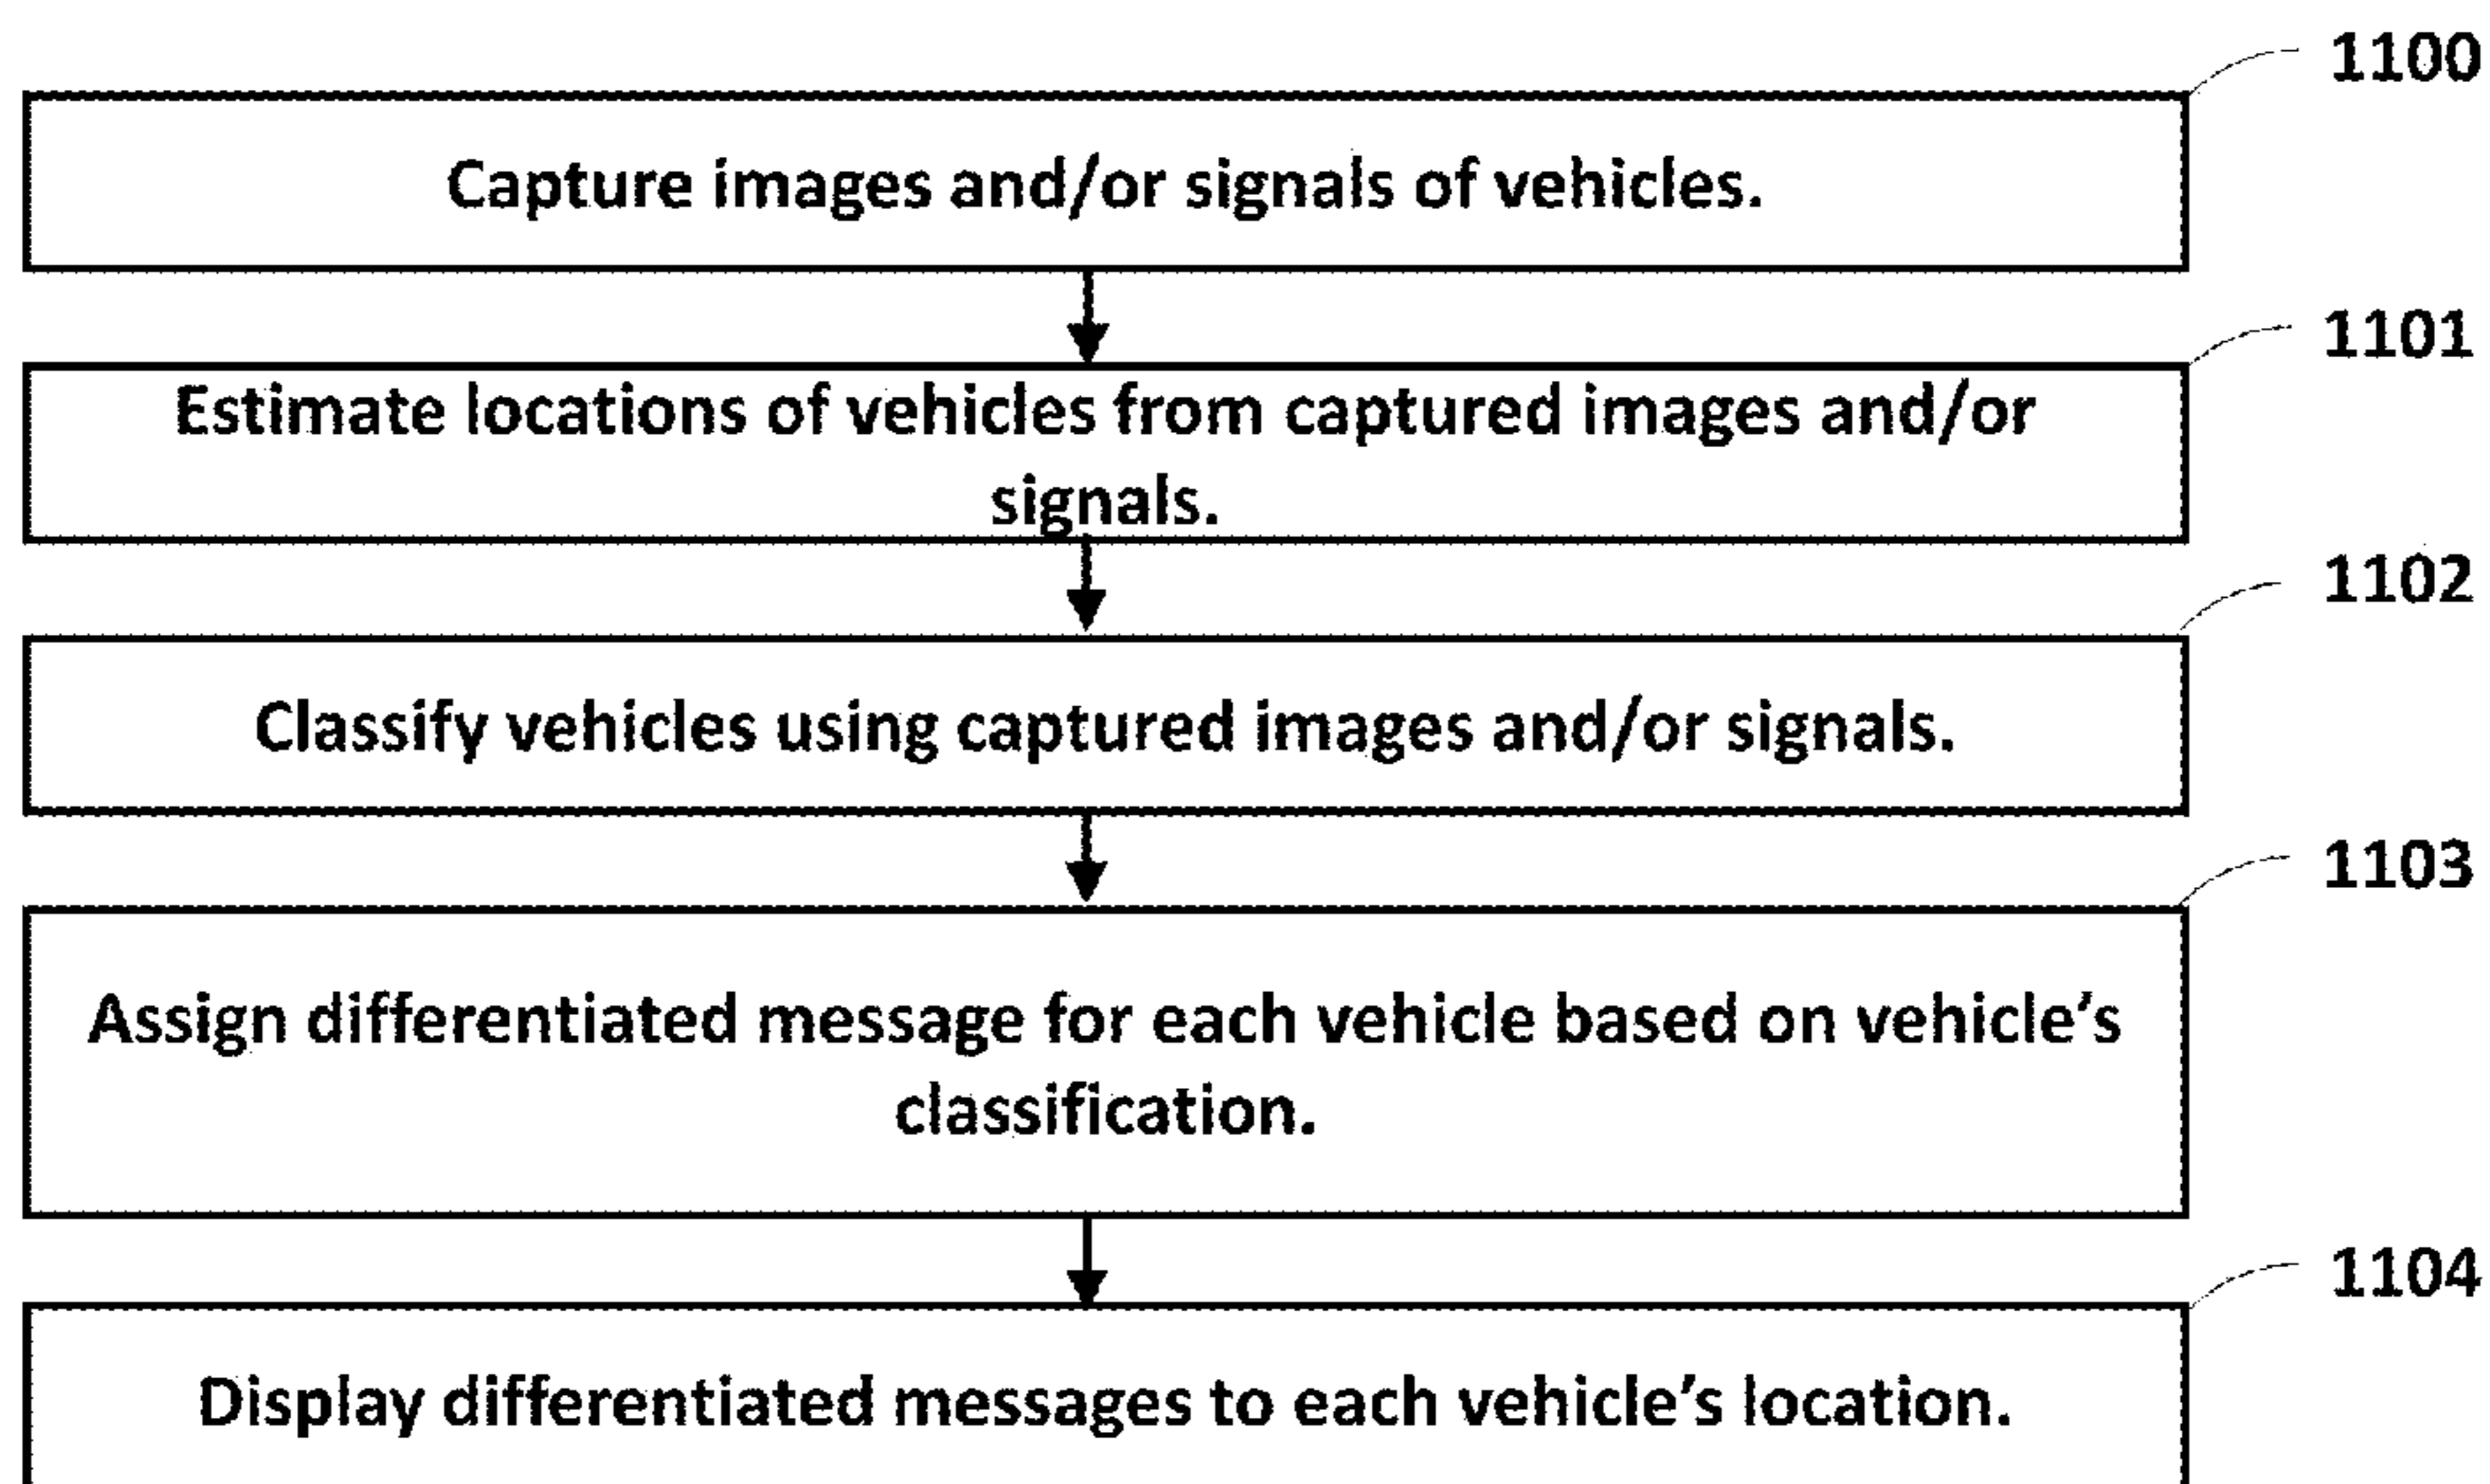 1100
Capture images and/or signals of vehicles.
1101
Estimate locations of vehicles from captured images and/or
signals.
1102
Classify vehicles using captured images and/or signals.
1103
Assign differentiated message for each vehicle based on vehicle's
classification.
1104
Display differentiated messages to each vehicle's location.